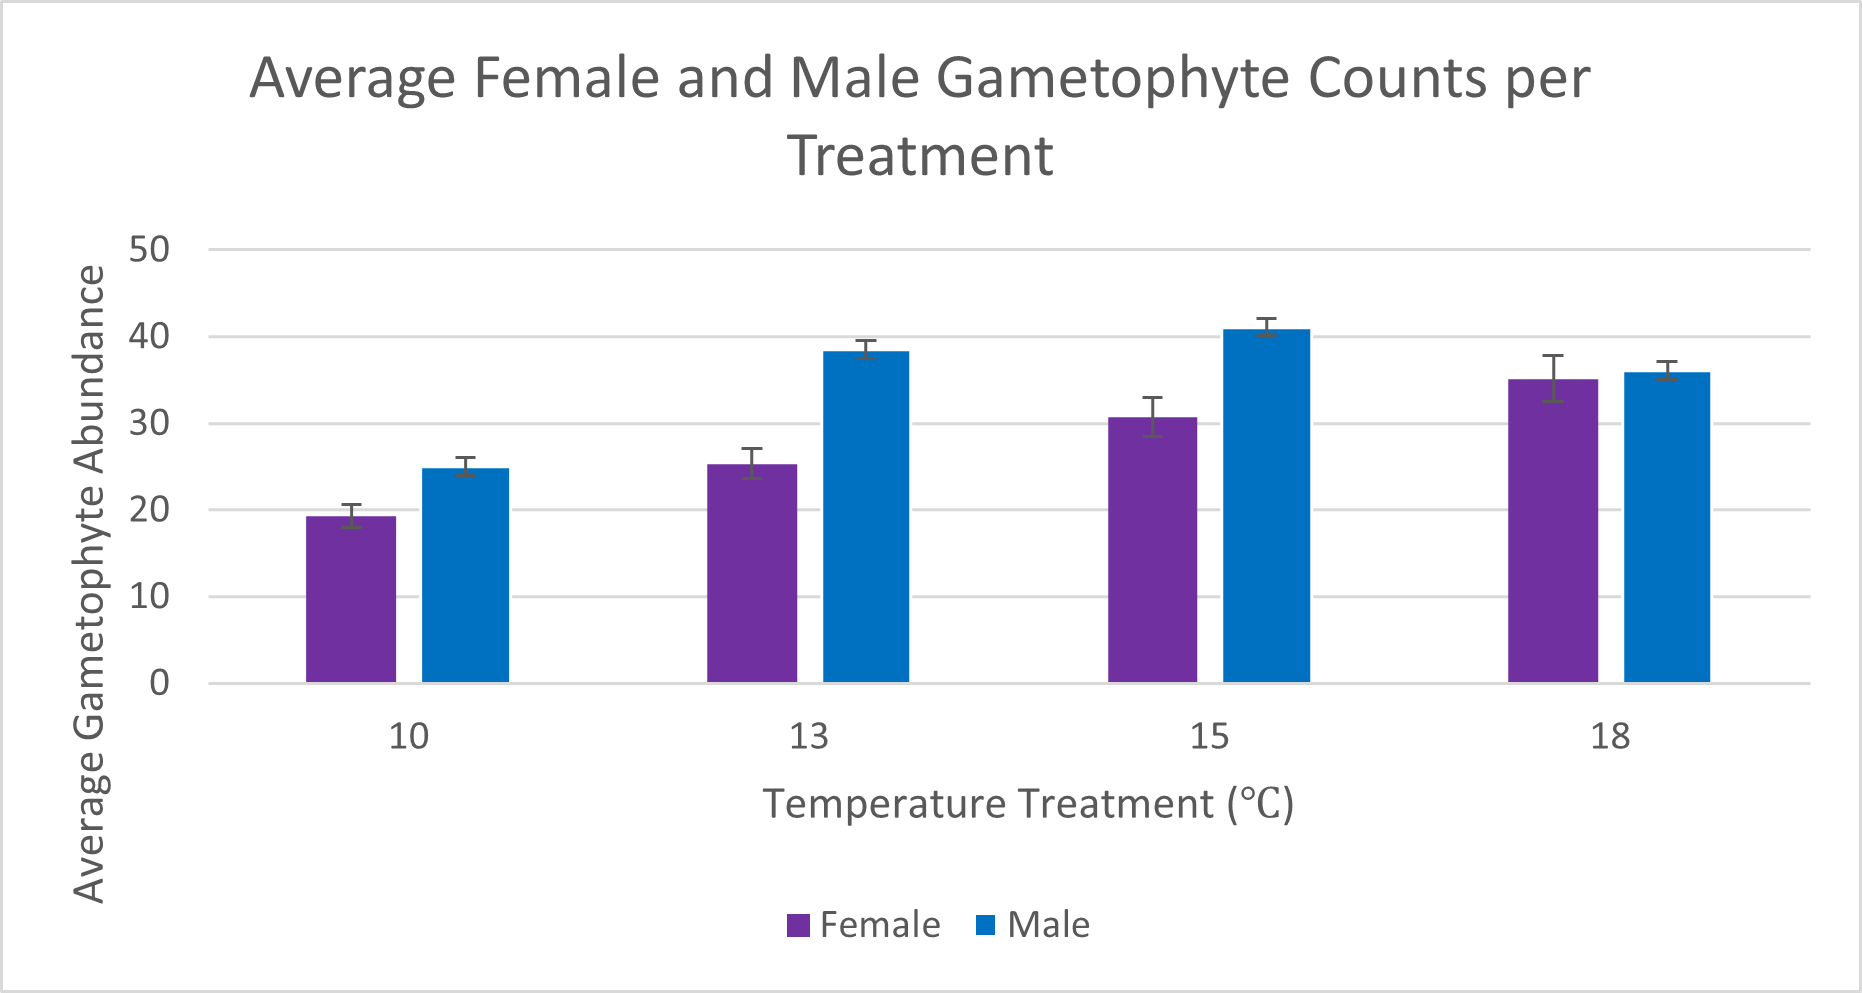 Average Female and Male Gametophyte Counts per
Treatment
Average Gametophyte Abundance
50
40
30
20
10
0
10
13
15
18
Temperature Treatment (°C)
Female
Male